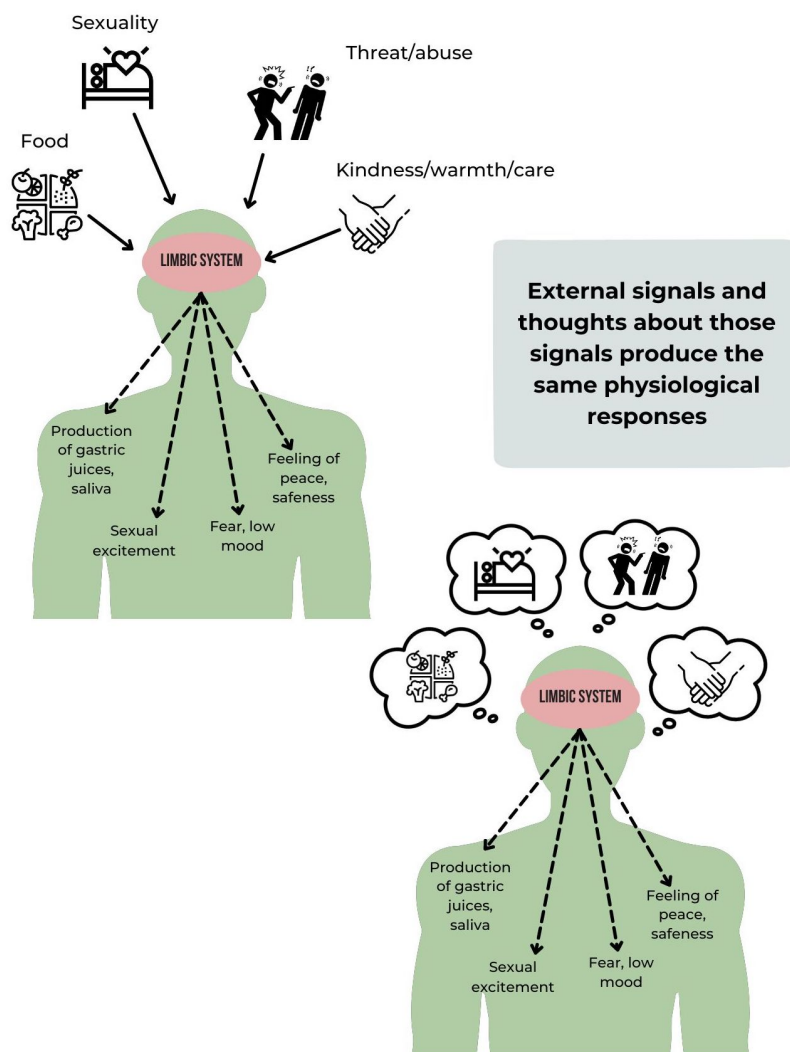 Sexuality
Threat/abuse
Food
Kindness/warmth/care
LIMBIC SYSTEM
Production
of gastric
juices,
saliva
Sexual
excitement
Fear, low
mood
Feeling of
peace,
safeness
External signals and
thoughts about those
signals produce the
same physiological
responses
LIMBIC SYSTEM
Production
of gastric
juices,
saliva
Sexual
excitement
Fear, low
mood
Feeling of
peace,
safeness